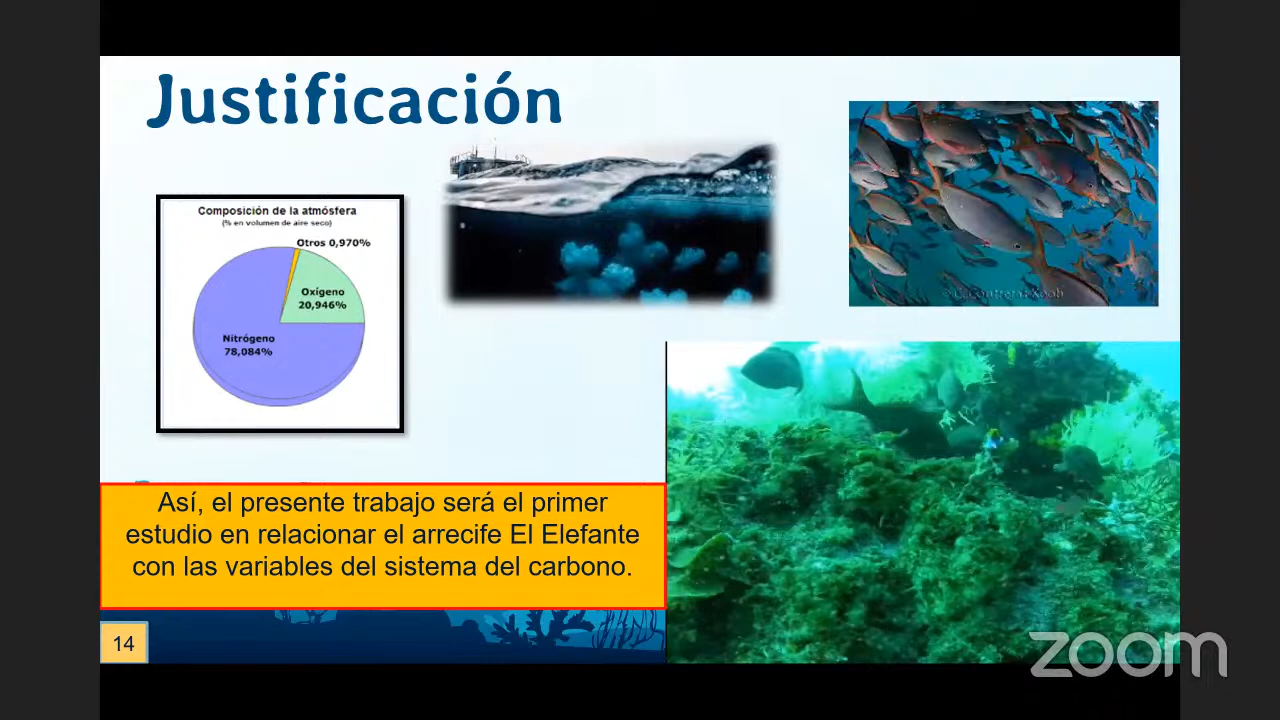 Justificación
Composición de la atmósfera
(% en volumen de aire seco)
Otros 0,970%
Oxígeno
20,946%
Nitrógeno
78,084%
Así, el presente trabajo será el primer
estudio en relacionar el arrecife El Elefante
con las variables del sistema del carbono.
14
zoom